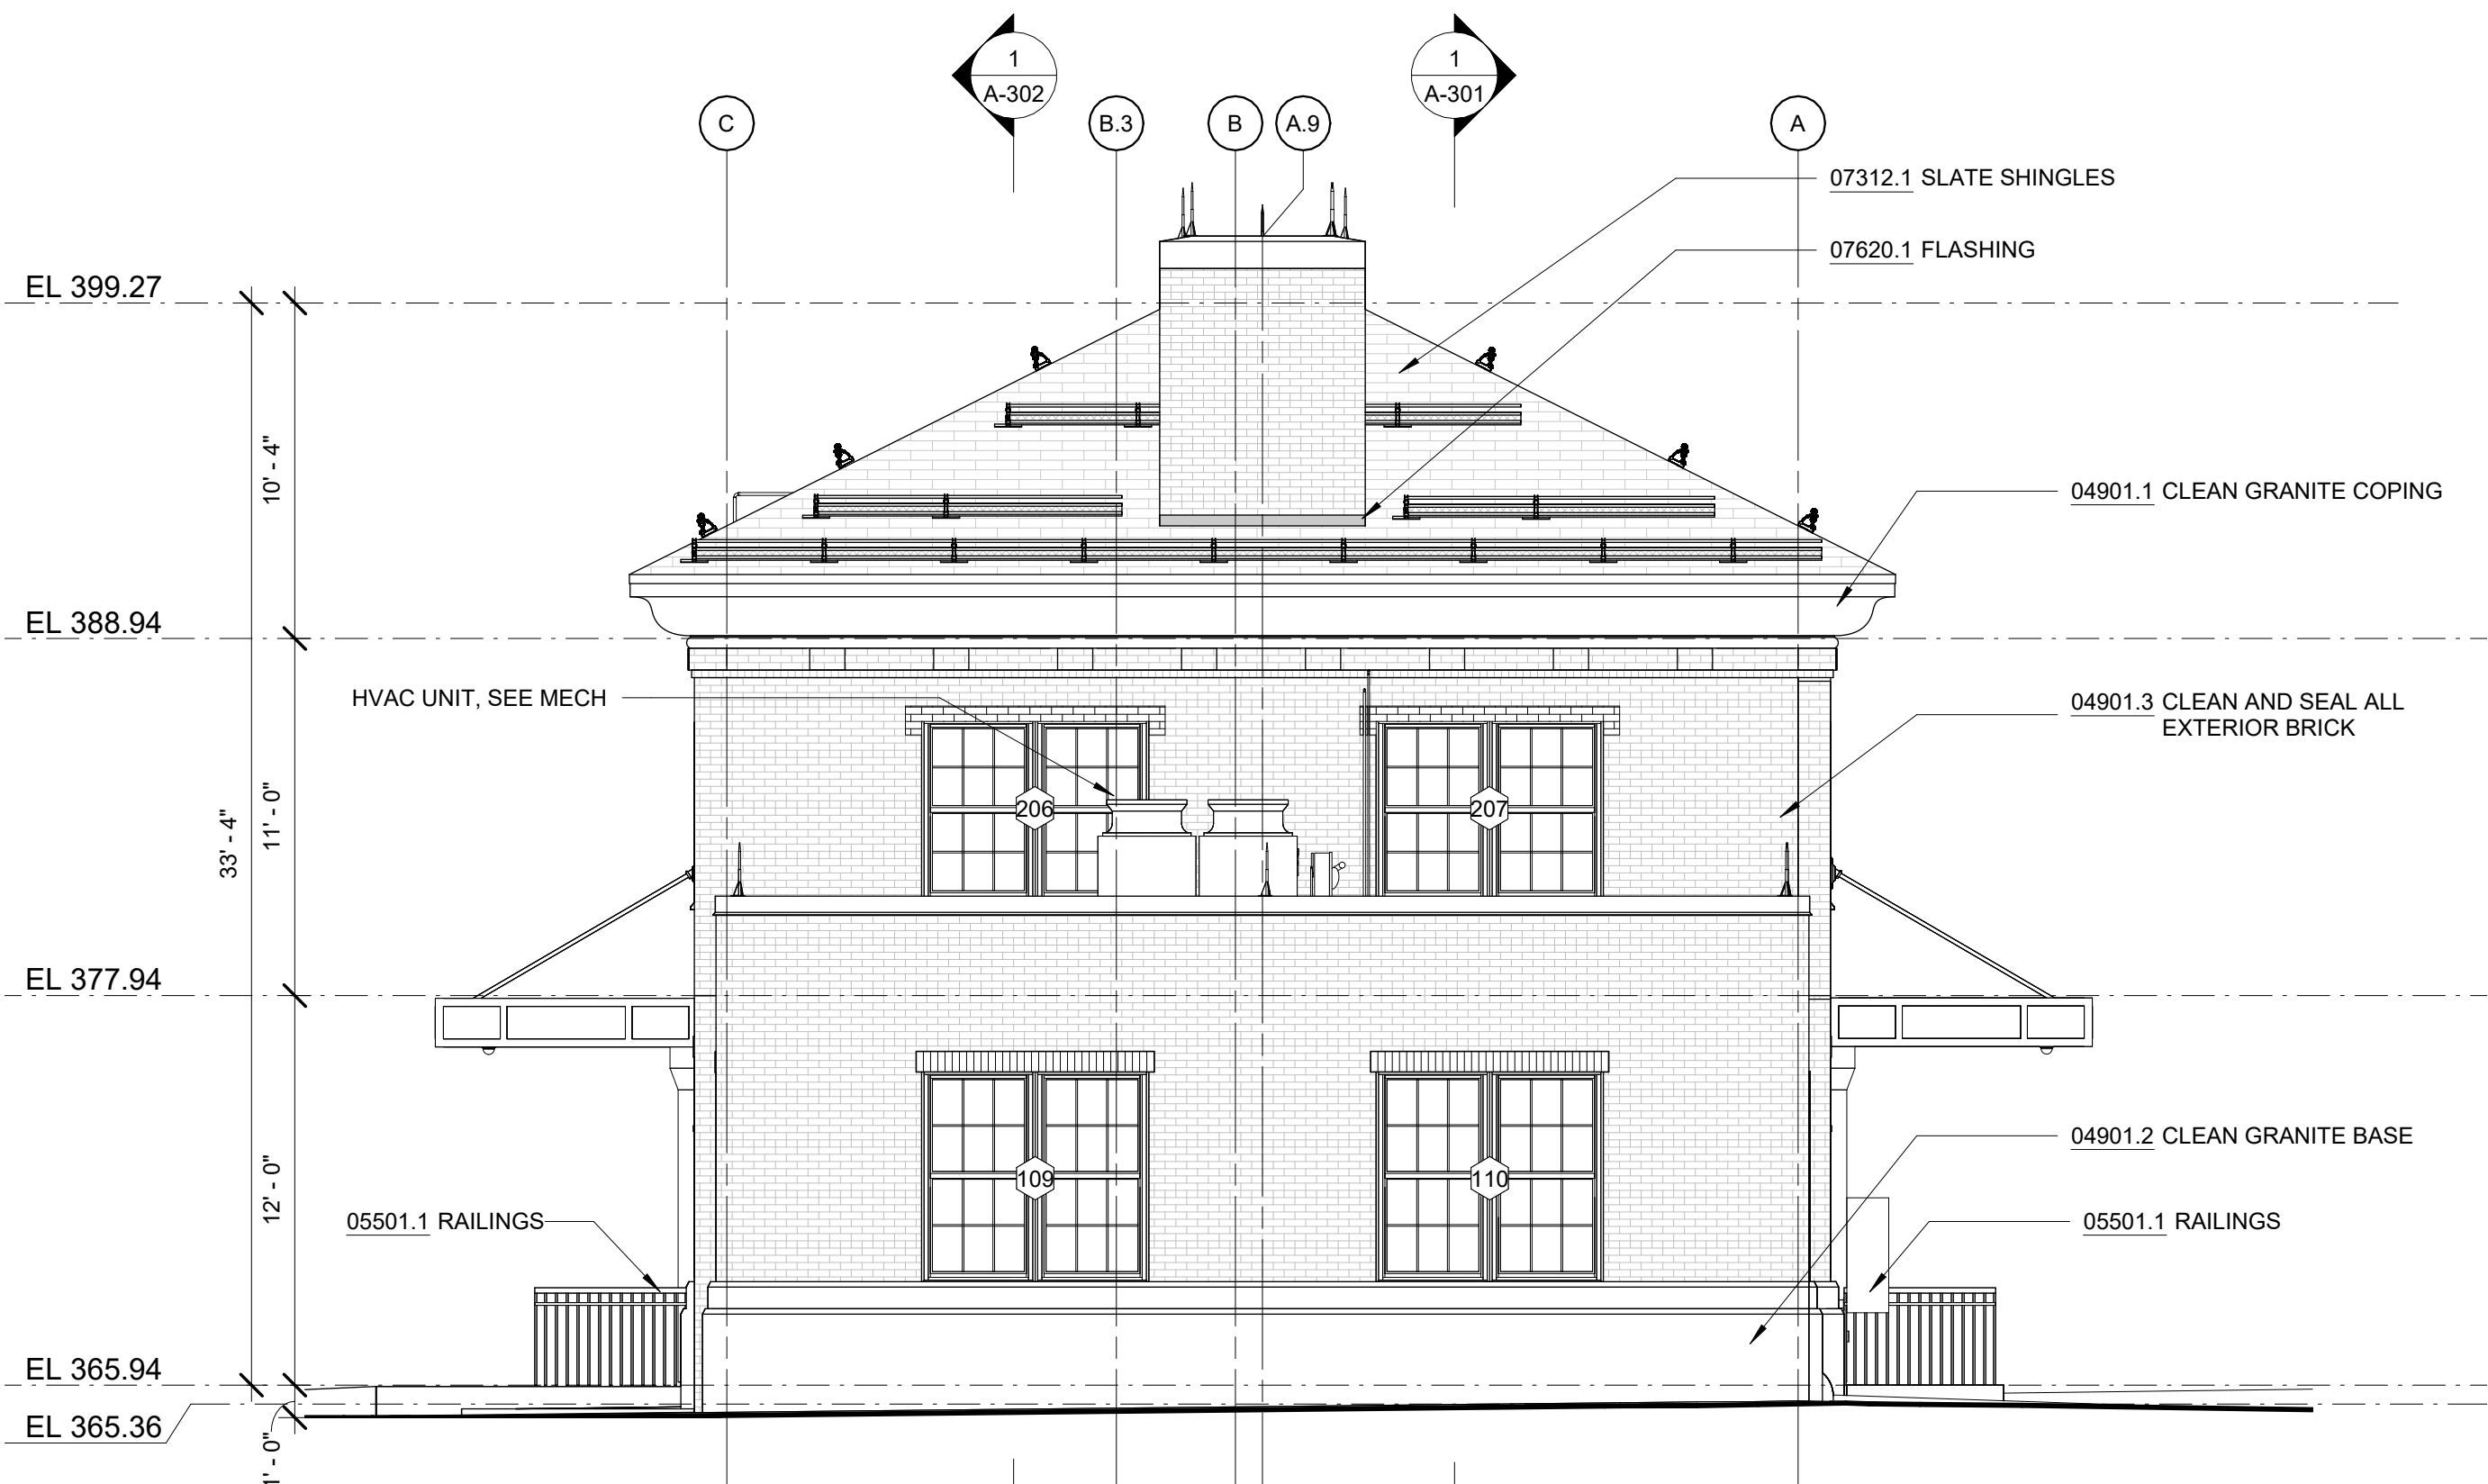 1
A-302
1
A-301
C
B.3
B
A.9
A
07312.1 SLATE SHINGLES
07620.1 FLASHING
EL 399.27
10' - 4"
04901.1 CLEAN GRANITE COPING
EL 388.94
HVAC UNIT, SEE MECH
04901.3 CLEAN AND SEAL ALL
EXTERIOR BRICK
206
207
33' - 4"
11' - 0"
EL 377.94
04901.2 CLEAN GRANITE BASE
109
110
12' - 0"
05501.1 RAILINGS
05501.1 RAILINGS
EL 365.94
EL 365.36
1' - 0"